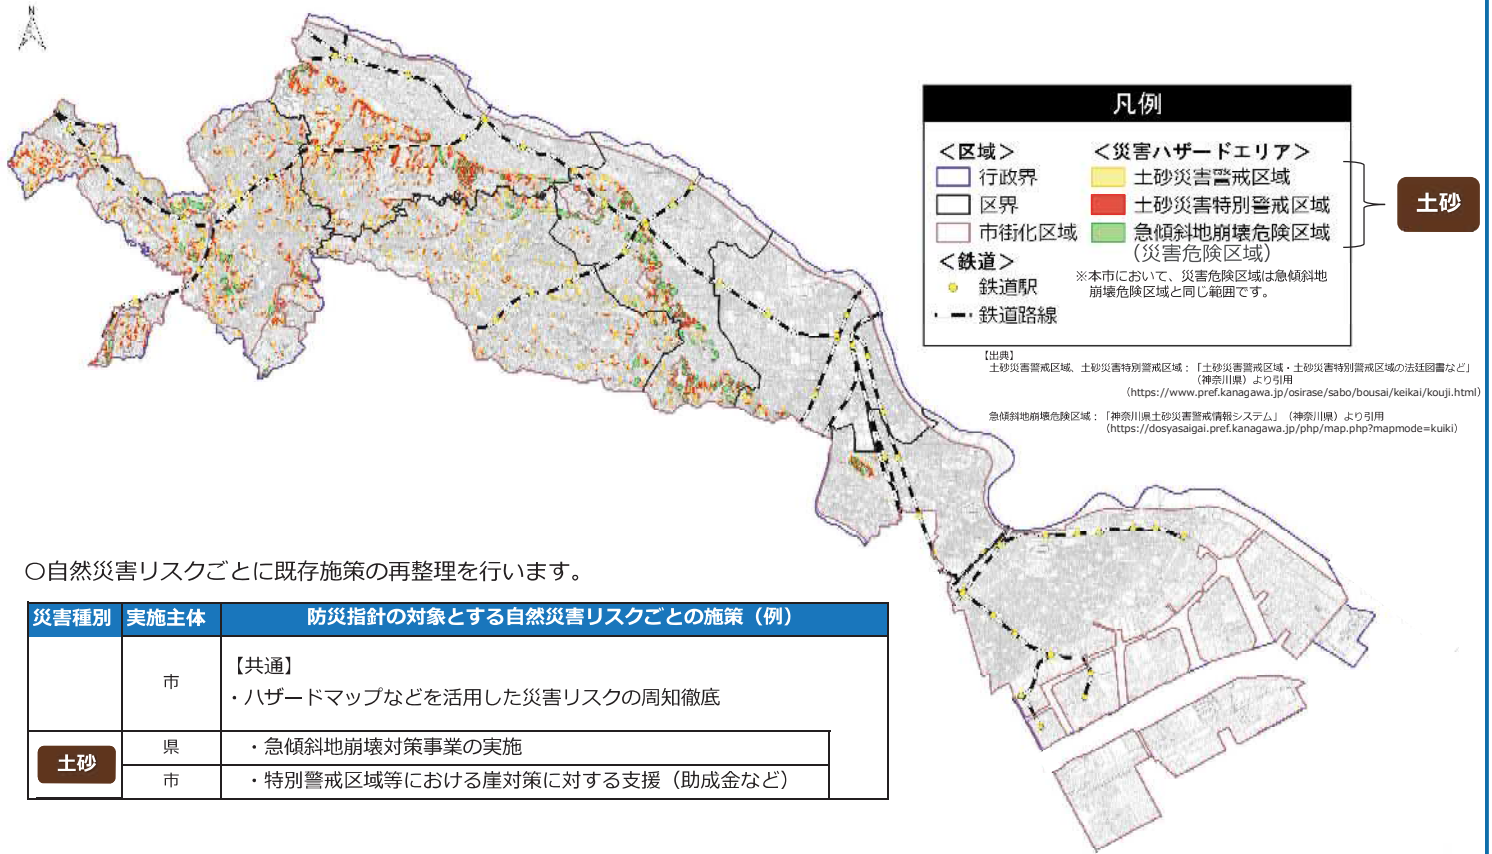 N
凡例
＜区域＞
＜災害ハザードエリア＞
行政界
土砂災害警戒区域
区界
土砂災害特別警戒区域
市街化区域
急傾斜地崩壊危険区域
（災害危険区域）
＜鉄道＞
※本市において、災害危険区域は急傾斜地
崩壊危険区域と同じ範囲です。
鉄道駅
鉄道路線
土砂
【出典】
土砂災害警戒区域、土砂災害特別警戒区域：「土砂災害警戒区域・土砂災害特別警戒区域の法廷図書など」
（神奈川県）より引用
（https://www.pref.kanagawa.jp/osirase/sabo/bousai/keikai/kouji.html）
急傾斜地崩壊危険区域：「神奈川県土砂災害警戒情報システム」（神奈川県）より引用
（https://dosyasaigai.pref.kanagawa.jp/php/map.php?mapmode=kuiki）
〇自然災害リスクごとに既存施策の再整理を行います。
災害種別 実施主体 防災指針の対象とする自然災害リスクごとの施策（例）
市
【共通】
・ハザードマップなどを活用した災害リスクの周知徹底
土砂
県 ・急傾斜地崩壊対策事業の実施
市 ・特別警戒区域等における崖対策に対する支援（助成金など）